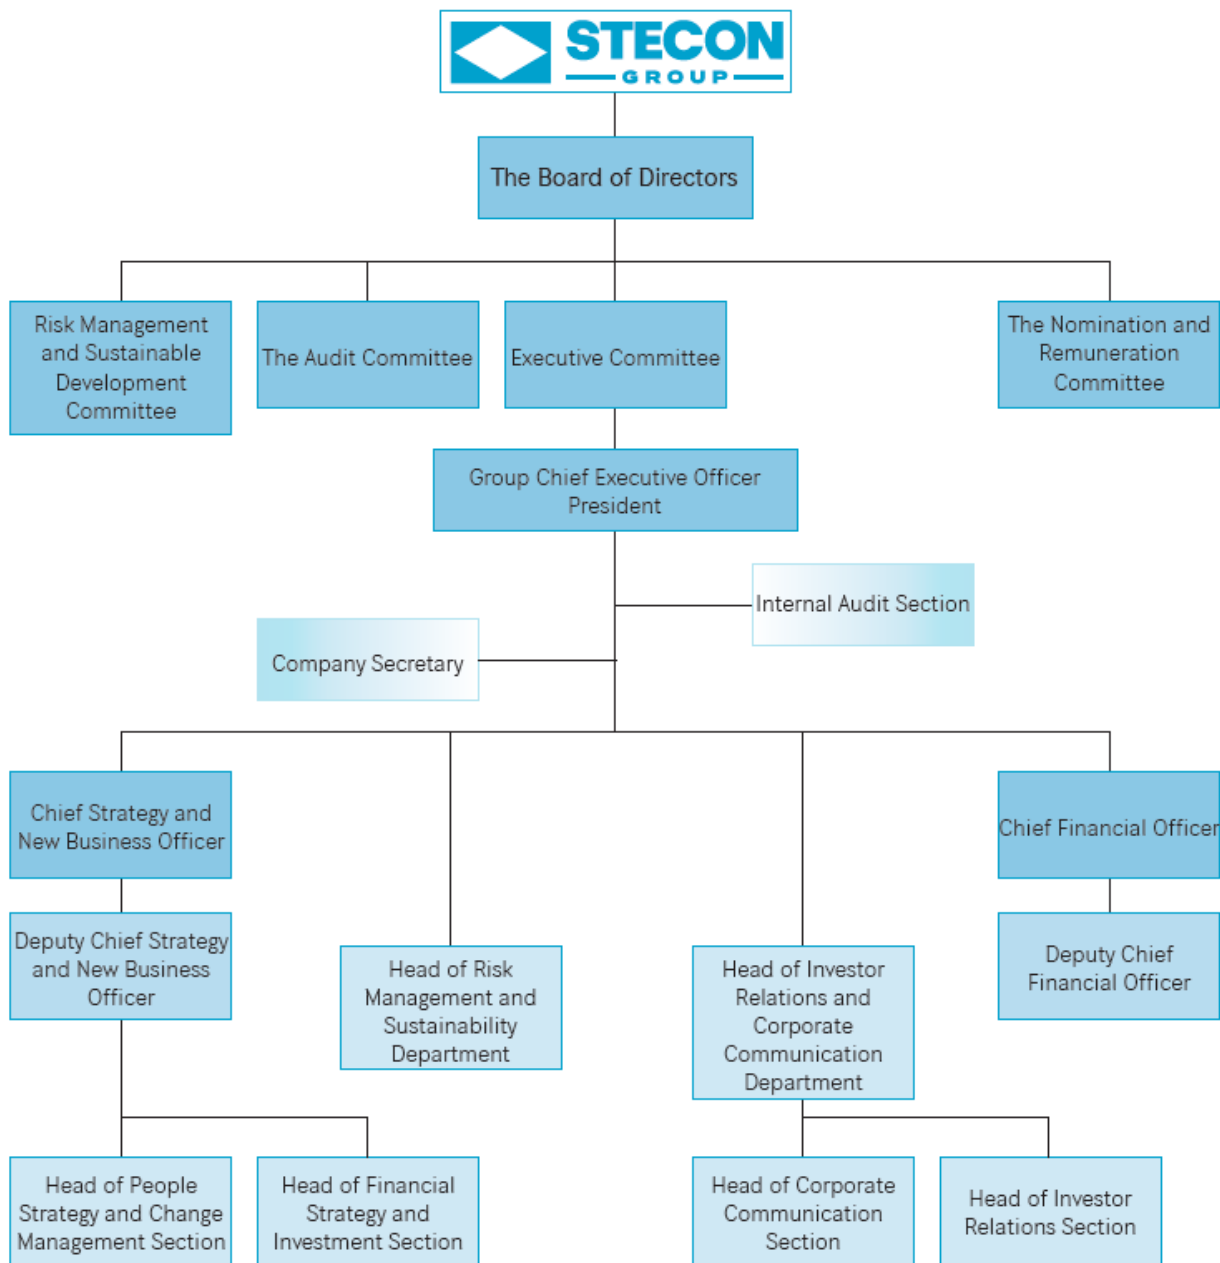 STECON
GROUP
The Board of Directors
Risk Management
and Sustainable
Development
Committee
The Audit Committee
Executive Committee
The Nomination and
Remuneration
Committee
Group Chief Executive Officer
President
Internal Audit Section
Company Secretary
Chief Strategy and
New Business Officer
Chief Financial Officer
Deputy Chief Strategy
and New Business
Officer
Head of Risk
Management and
Sustainability
Department
Head of Investor
Relations and
Corporate
Communication
Department
Deputy Chief
Financial Officer
Head of People
Strategy and Change
Management Section
Head of Financial
Strategy and
Investment Section
Head of Corporate
Communication
Section
Head of Investor
Relations Section